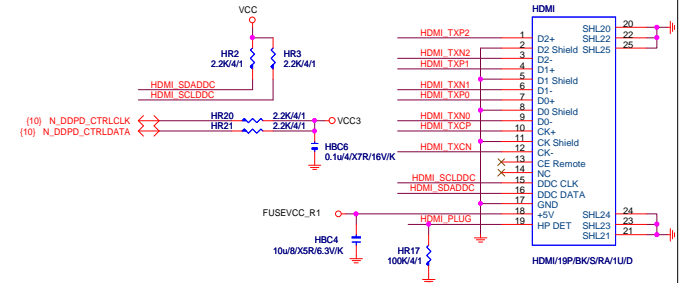 VCC
HDMI
HR2
2.2K/4/1
HR3
2.2K/4/1
HDMI_SDADDC
HDMI_SCLDDC
{10} N_DDPD_CTRLCLK
HR20
2.2K/4/1
{10} N_DDPD_CTRLDATA
HR21
2.2K/4/1
VCC3
HBC6
0.1u/4/X7R/16V/K
FUSEVCC_R1
HBC4
10u/8/X5R/6.3V/K
HR17
100K/4/1
HDMI_TXP2
HDMI_TXN2
HDMI_TXP1
HDMI_TXN1
HDMI_TXP0
HDMI_TXN0
HDMI_TXCP
HDMI_TXCN
HDMI_SCLDDC
HDMI_SDADDC
HDMI_PLUG
1 D2+
2 D2 Shield
3 D2-
4 D1+
5 D1 Shield
6 D1-
7 D0+
8 D0 Shield
9 D0-
10 CK+
11 CK Shield
12 CK-
13 CE Remote
14 NC
15 DDC CLK
16 DDC DATA
17 GND
18 +5V
19 HP DET
SHL20 20
SHL22 22
SHL25 25
SHL24 24
SHL23 23
SHL21 21
HDMI/19P/BK/S/RA/1U/D